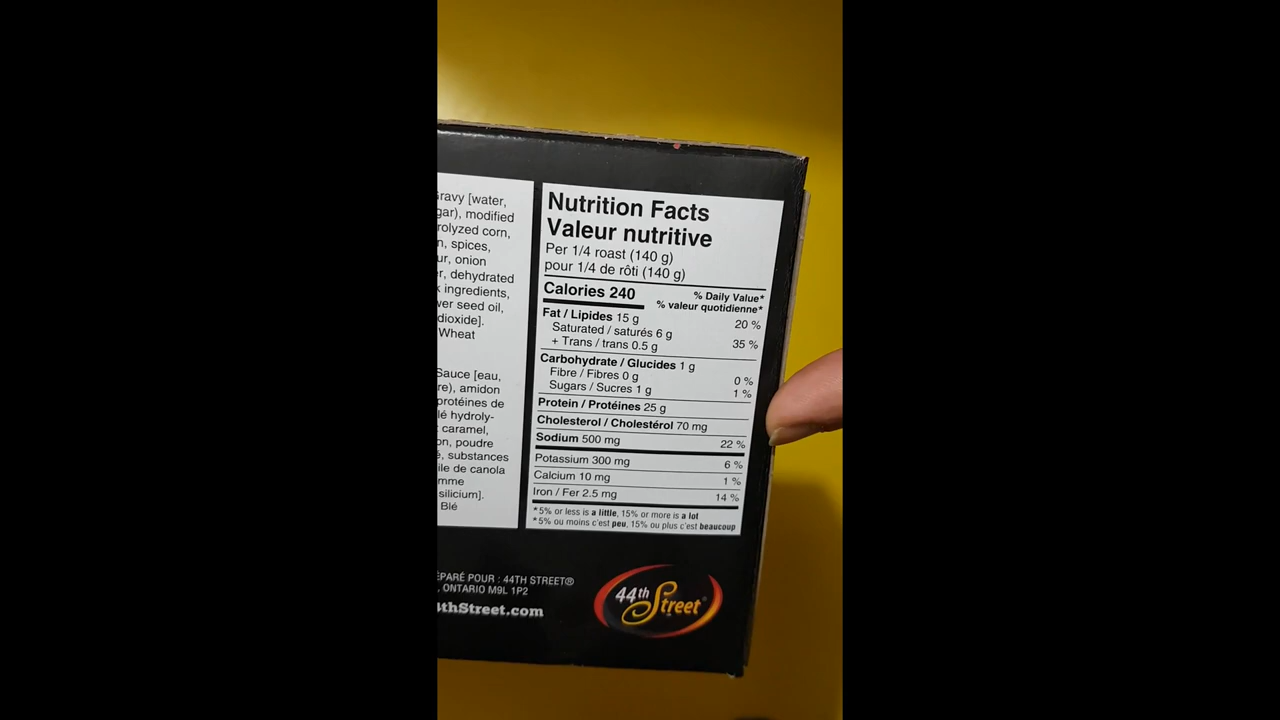 Gravy [water,
gar), modified
rolyzed corn,
n, spices,
ur, onion
r, dehydrated
k ingredients,
wer seed oil,
dioxide].
Wheat
Sauce [eau,
re), amidon
protéines de
lé hydroly-
caramel,
on, poudre
é, substances
ile de canola
mme
silicium].
Blé
Nutrition Facts
Valeur nutritive
Per 1/4 roast (140 g)
pour 1/4 de rôti (140 g)
Calories 240
% Daily Value*
% valeur quotidienne*
Fat / Lipides 15 g 20 %
Saturated / saturés 6 g
+ Trans / trans 0.5 g 35 %
Carbohydrate / Glucides 1 g
Fibre / Fibres 0 g 0 %
Sugars / Sucres 1 g 1 %
Protein / Protéines 25 g
Cholesterol / Cholestérol 70 mg
Sodium 500 mg 22 %
Potassium 300 mg 6 %
Calcium 10 mg 1 %
Iron / Fer 2.5 mg 14 %
*5% or less is a little, 15% or more is a lot
*5% ou moins c'est peu, 15% ou plus c'est beaucoup
ÉPARÉ POUR : 44TH STREET®
, ONTARIO M9L 1P2
4thStreet.com
44th Street